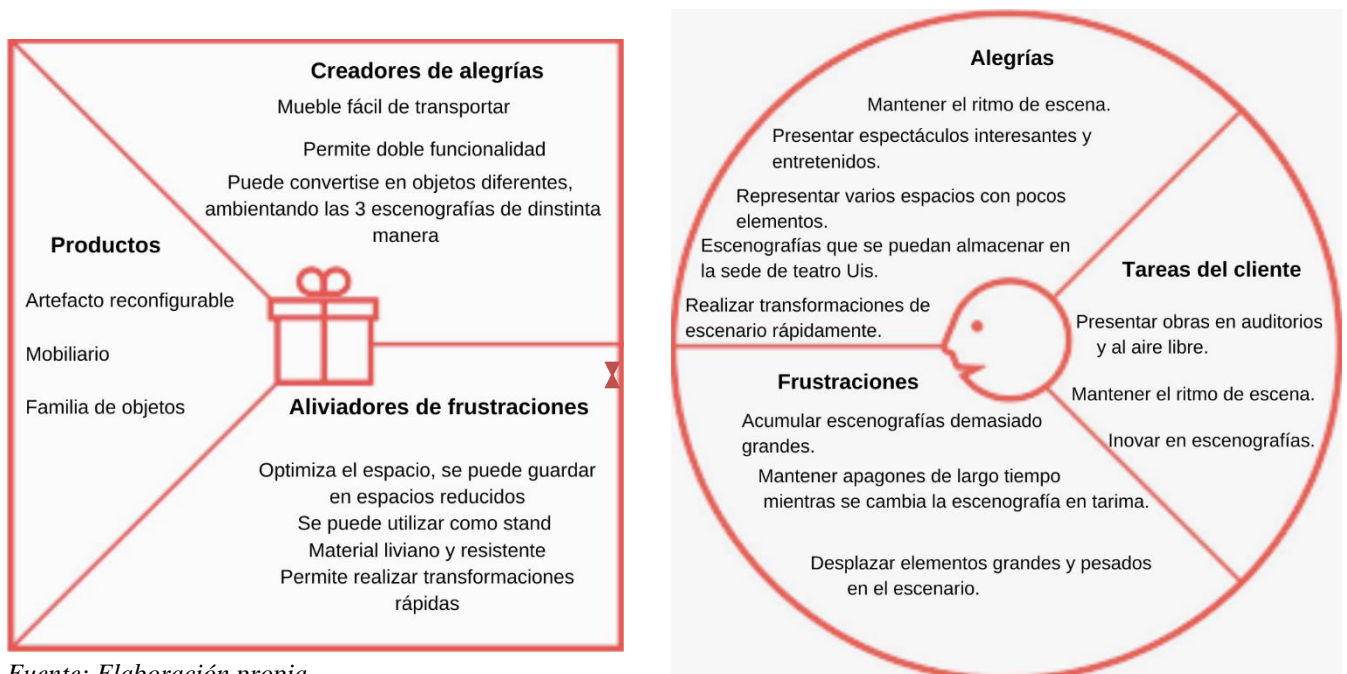 Creadores de alegrías
Mueble fácil de transportar
Permite doble funcionalidad
Puede convertise en objetos diferentes,
ambientando las 3 escenografías de dinstinta
manera
Productos
Artefacto reconfigurable
Mobiliario
Familia de objetos
Aliviadores de frustraciones
Optimiza el espacio, se puede guardar
en espacios reducidos
Se puede utilizar como stand
Material liviano y resistente
Permite realizar transformaciones
rápidas
Fuente: Elaboración propia
Alegrías
Mantener el ritmo de escena.
Presentar espectáculos interesantes y
entretenidos.
Representar varios espacios con pocos
elementos.
Escenografías que se puedan almacenar en
la sede de teatro Uis.
Realizar transformaciones de
escenario rápidamente.
Tareas del cliente
Presentar obras en auditorios
y al aire libre.
Mantener el ritmo de escena.
Inovar en escenografías.
Frustraciones
Acumular escenografías demasiado
grandes.
Mantener apagones de largo tiempo
mientras se cambia la escenografía en tarima.
Desplazar elementos grandes y pesados
en el escenario.